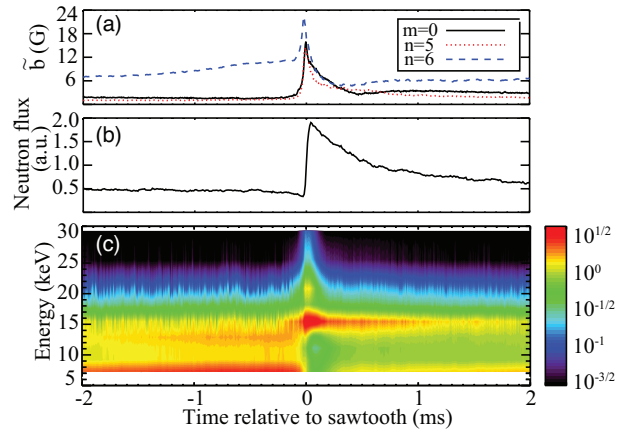 (a)
b̃ (G)
24
18
12
6
m=0
n=5
n=6
(b)
Neutron flux
(a.u.)
2.0
1.5
1.0
0.5
(c)
Energy (keV)
30
25
20
15
10
5
10^1/2
10^0
10^-1/2
10^-1
10^-3/2
-2 -1 0 1 2
Time relative to sawtooth (ms)